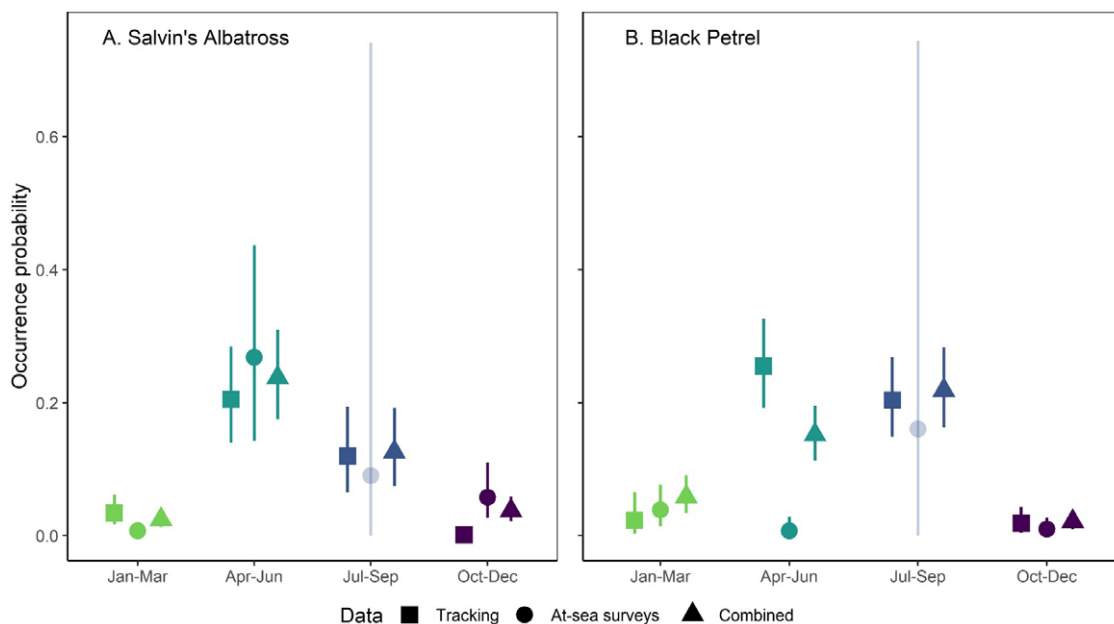 A. Salvin's Albatross
B. Black Petrel
Occurrence probability
0.6
0.4
0.2
0.0
Jan-Mar Apr-Jun Jul-Sep Oct-Dec
Jan-Mar Apr-Jun Jul-Sep Oct-Dec
Data Tracking At-sea surveys Combined